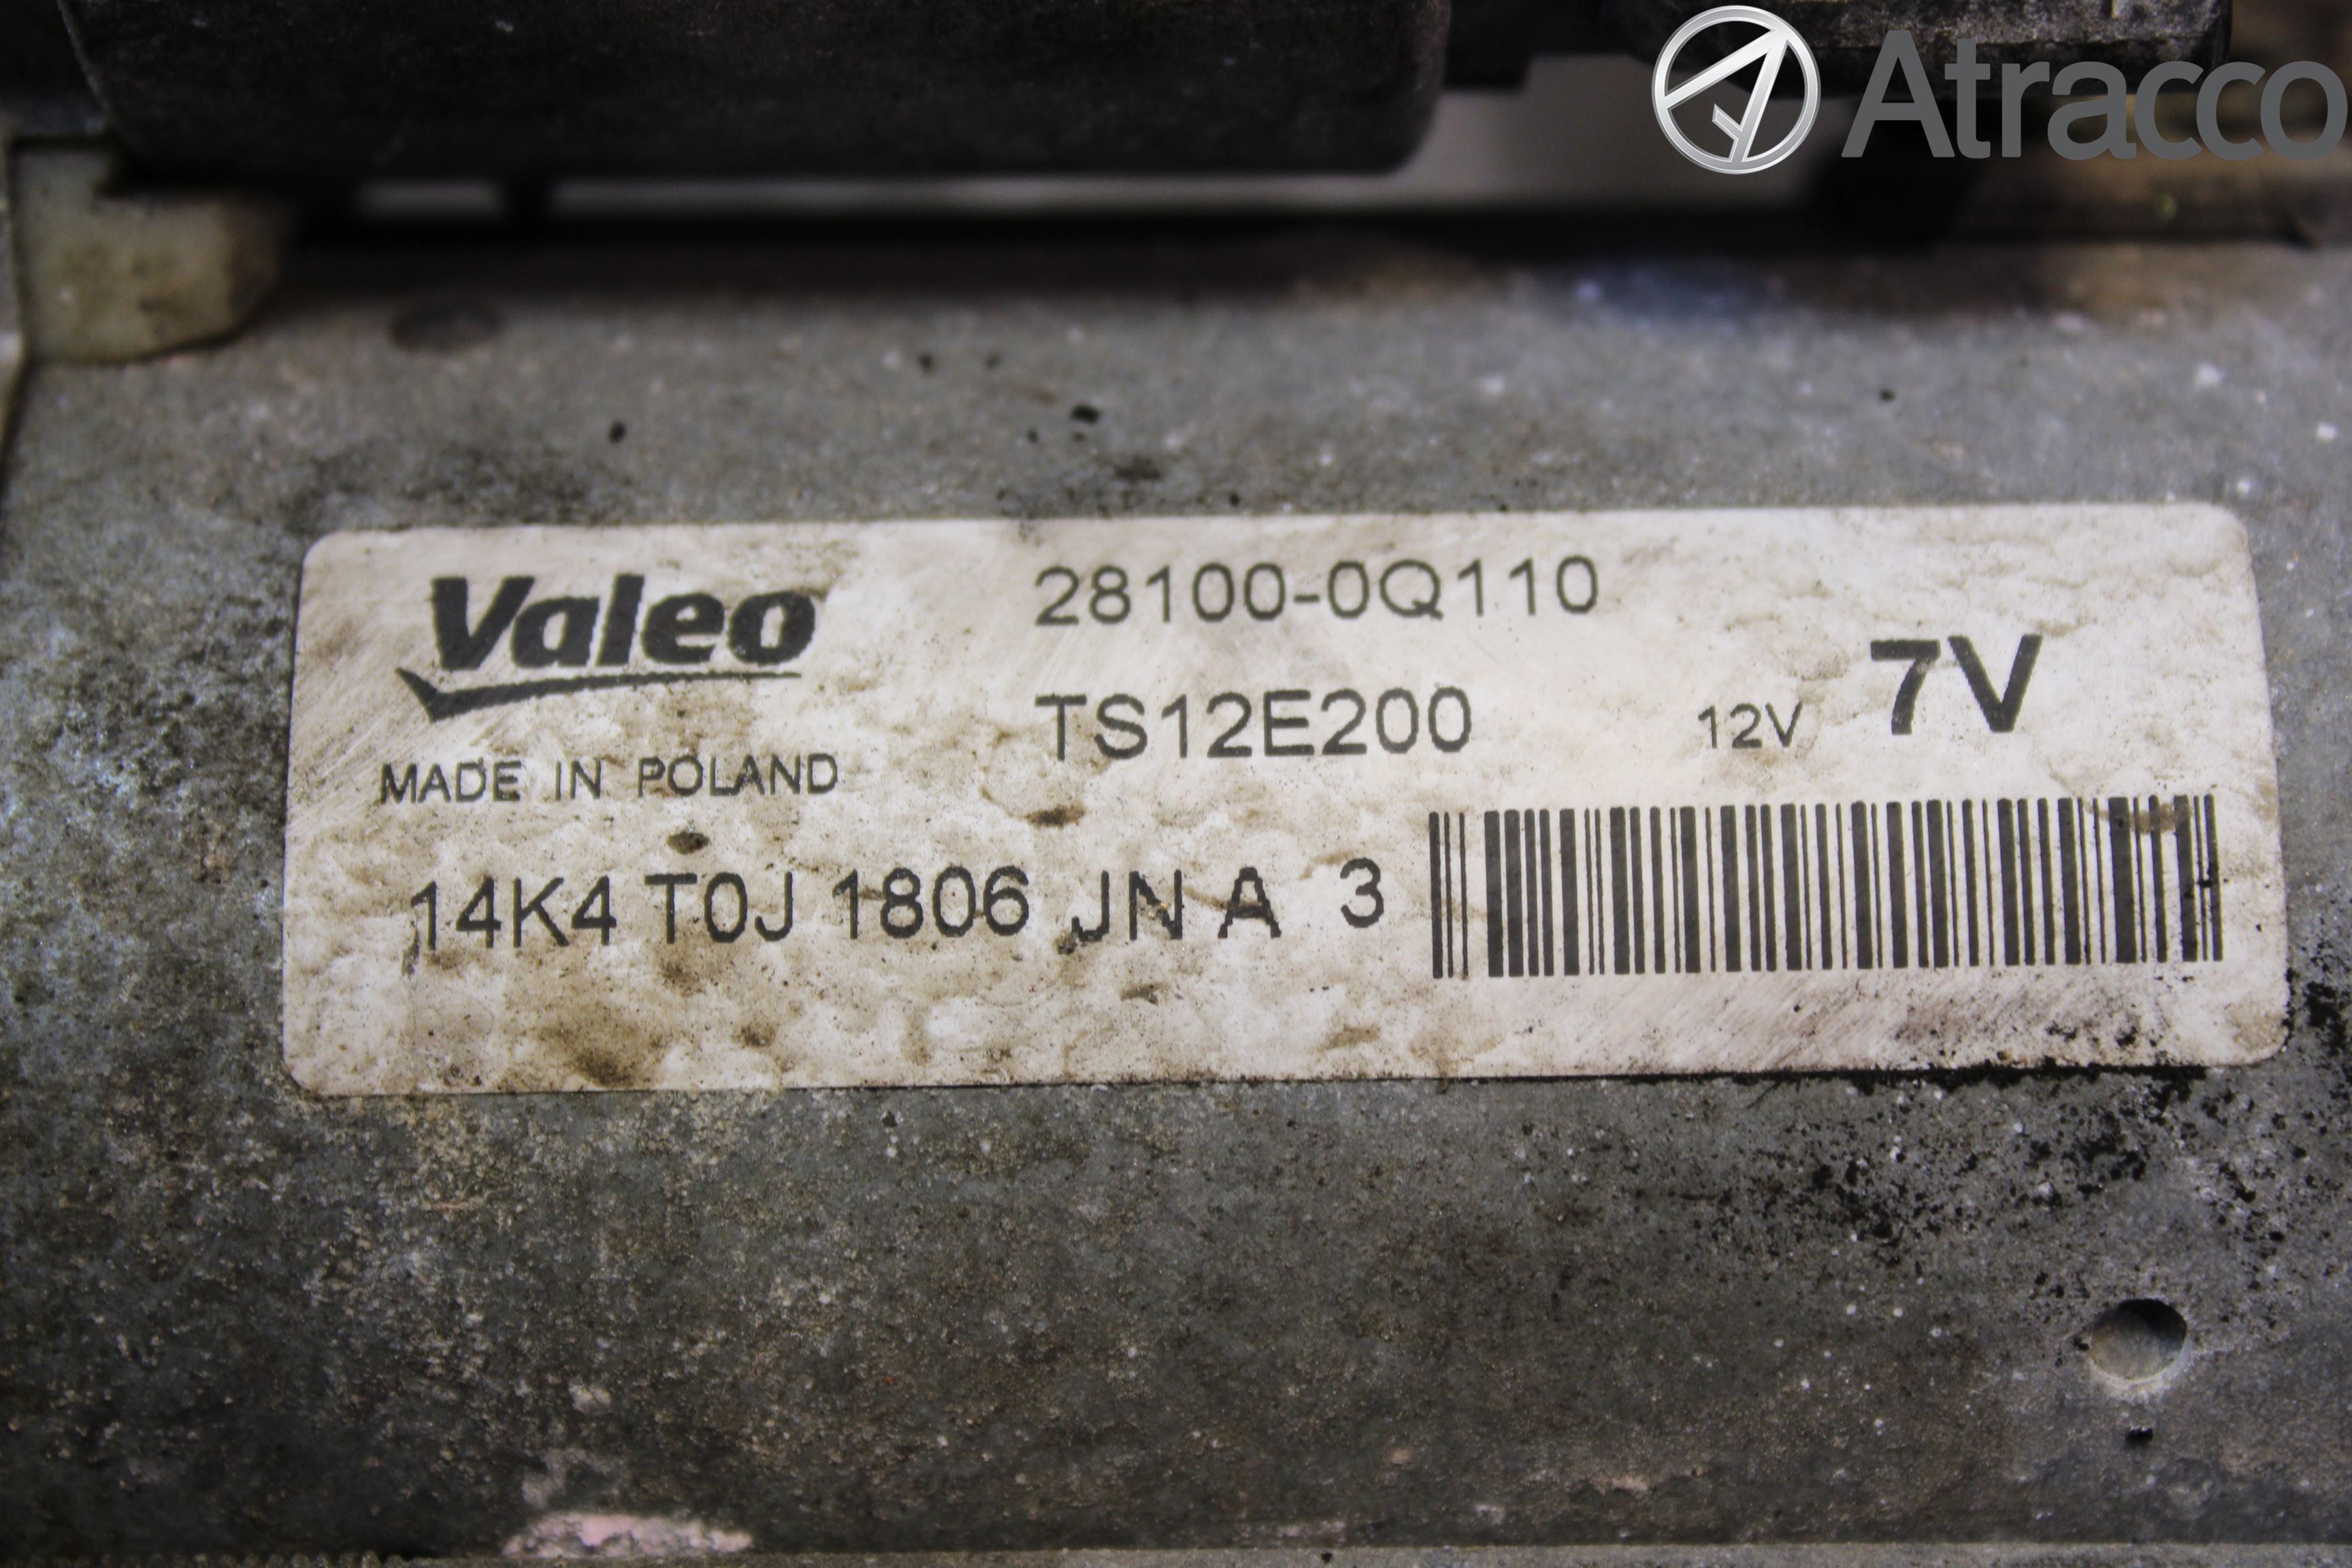 Atracco
Valeo
28100-0Q110
TS12E200
12V
7V
MADE IN POLAND
14K4 T0J 1806 JN A 3